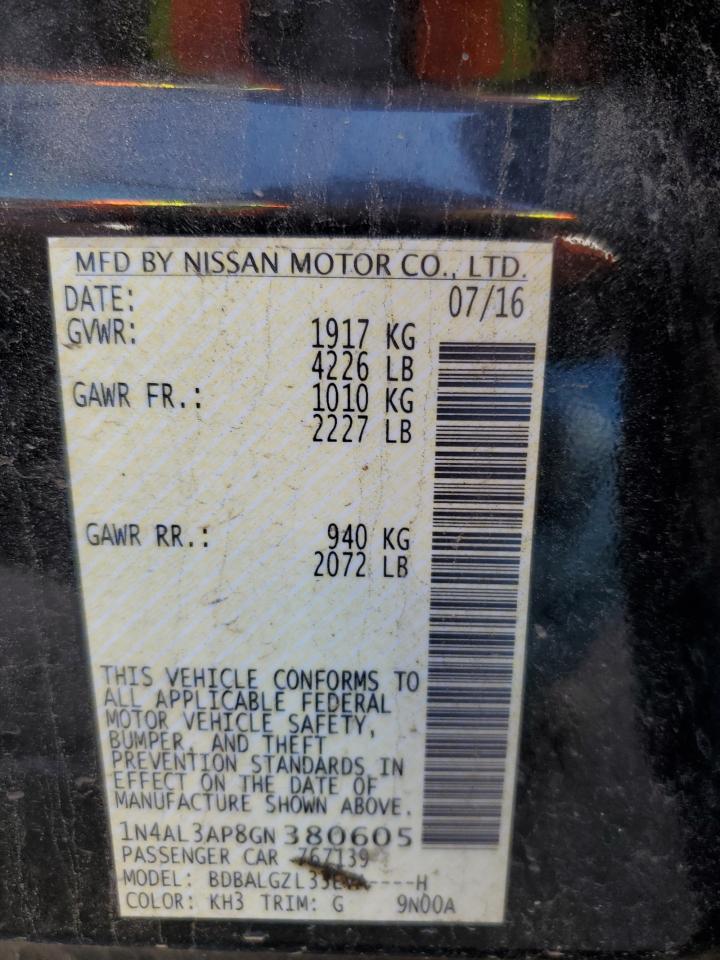 MFD BY NISSAN MOTOR CO., LTD.
DATE: 07/16
GVWR: 1917 KG
4226 LB
GAWR FR.: 1010 KG
2227 LB
GAWR RR.: 940 KG
2072 LB
THIS VEHICLE CONFORMS TO
ALL APPLICABLE FEDERAL
MOTOR VEHICLE SAFETY,
BUMPER, AND THEFT
PREVENTION STANDARDS IN
EFFECT ON THE DATE OF
MANUFACTURE SHOWN ABOVE.
1N4AL3AP8GN 380605
PASSENGER CAR 767139
MODEL:
COLOR: KH3 TRIM: G 9N00A